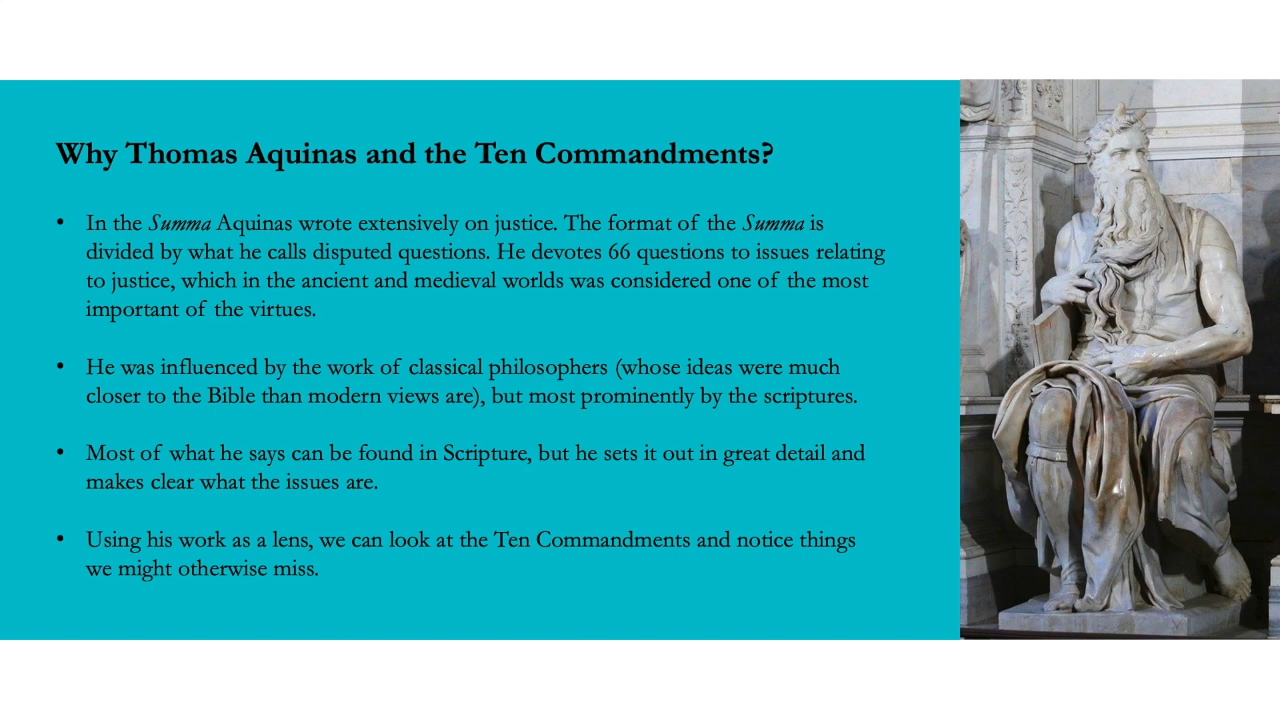 Why Thomas Aquinas and the Ten Commandments?
• In the Summa Aquinas wrote extensively on justice. The format of the Summa is
divided by what he calls disputed questions. He devotes 66 questions to issues relating
to justice, which in the ancient and medieval worlds was considered one of the most
important of the virtues.
• He was influenced by the work of classical philosophers (whose ideas were much
closer to the Bible than modern views are), but most prominently by the scriptures.
• Most of what he says can be found in Scripture, but he sets it out in great detail and
makes clear what the issues are.
• Using his work as a lens, we can look at the Ten Commandments and notice things
we might otherwise miss.